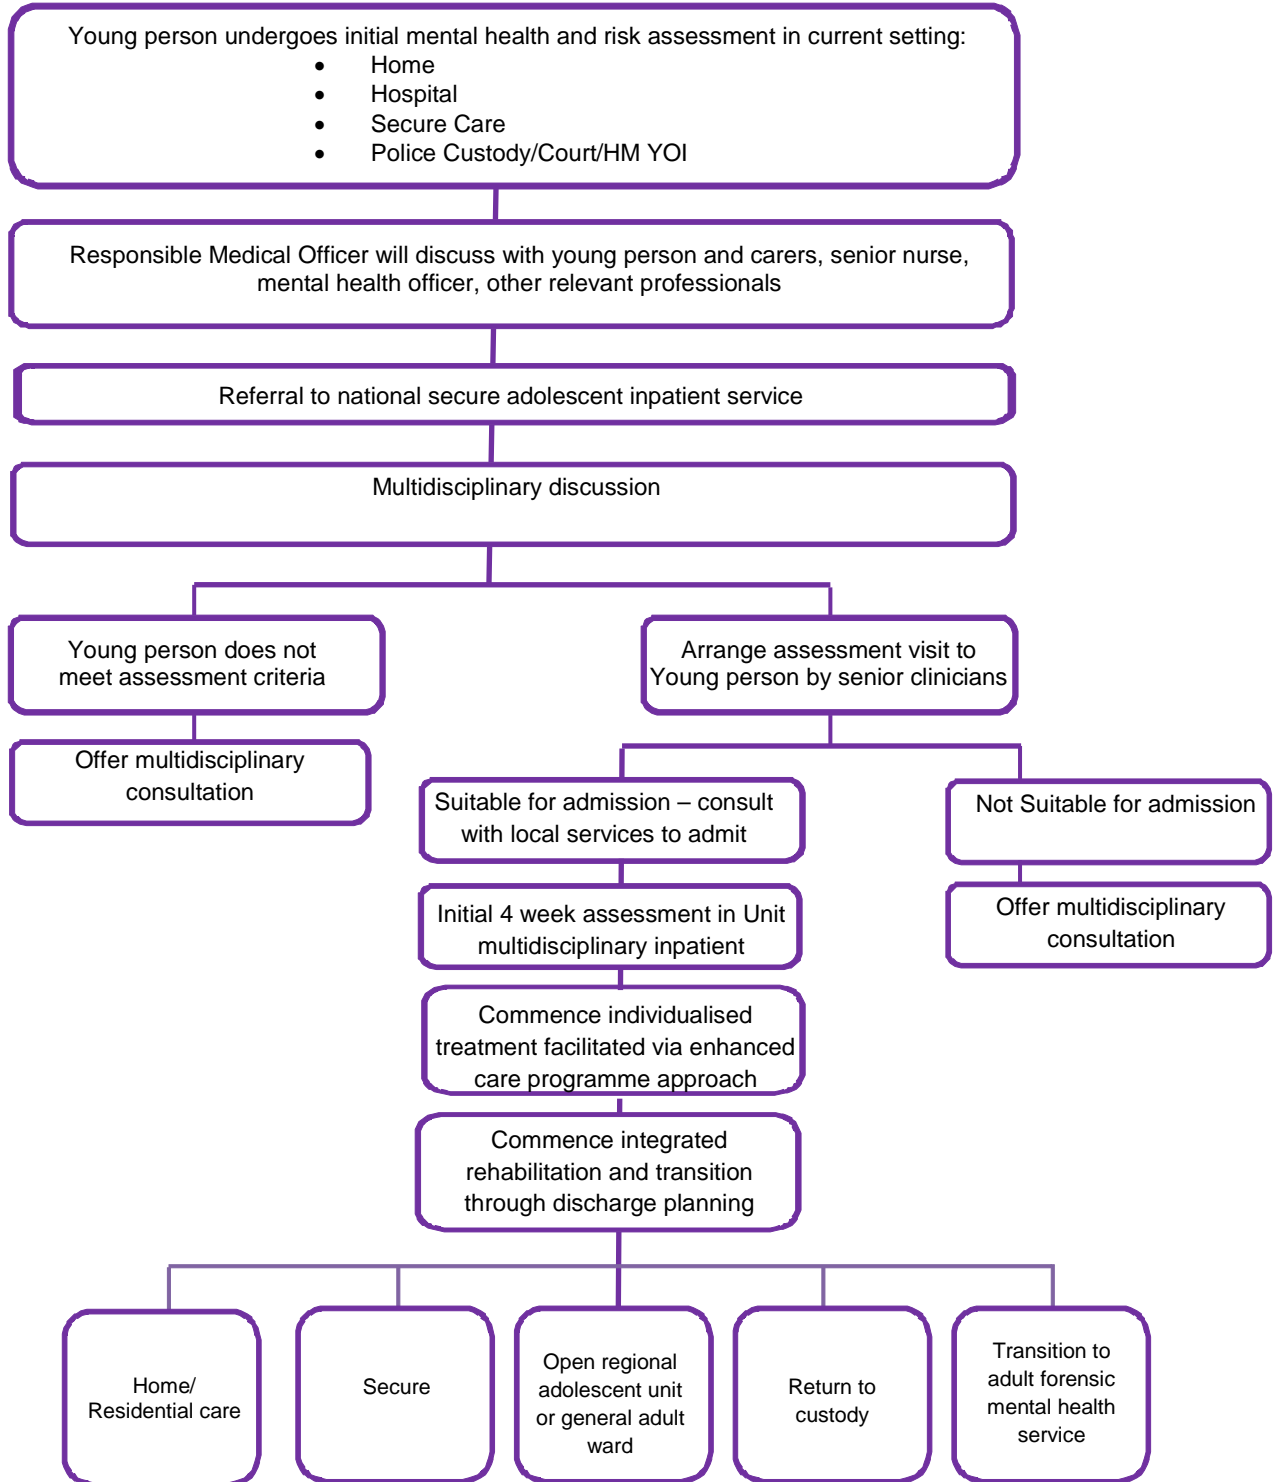 Young person undergoes initial mental health and risk assessment in current setting:
• Home
• Hospital
• Secure Care
• Police Custody/Court/HM YOI
Responsible Medical Officer will discuss with young person and carers, senior nurse,
mental health officer, other relevant professionals
Referral to national secure adolescent inpatient service
Multidisciplinary discussion
Young person does not
meet assessment criteria
Arrange assessment visit to
Young person by senior clinicians
Offer multidisciplinary
consultation
Suitable for admission – consult
with local services to admit
Not Suitable for admission
Initial 4 week assessment in Unit
multidisciplinary inpatient
Offer multidisciplinary
consultation
Commence individualised
treatment facilitated via enhanced
care programme approach
Commence integrated
rehabilitation and transition
through discharge planning
Home/
Residential care
Secure
Open regional
adolescent unit
or general adult
ward
Return to
custody
Transition to
adult forensic
mental health
service